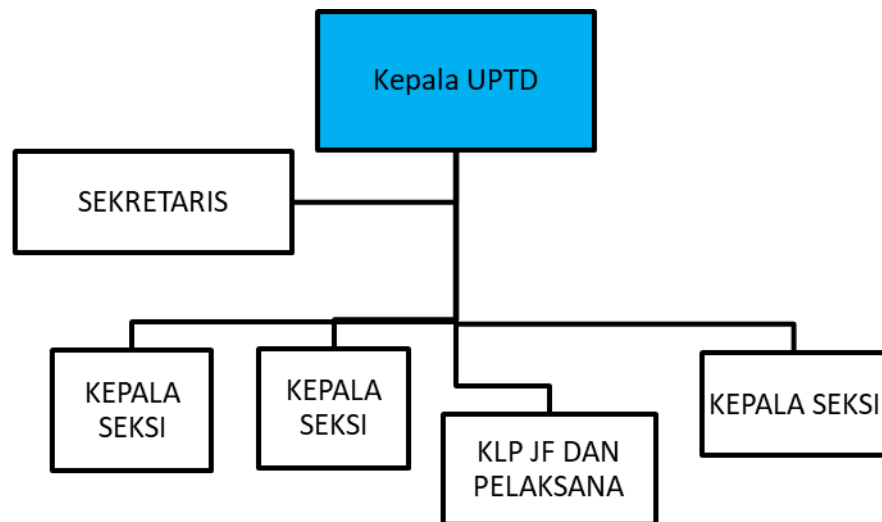 Kepala UPTD
SEKRETARIS
KEPALA
SEKSI
KEPALA
SEKSI
KLP JF DAN
PELAKSANA
KEPALA SEKSI